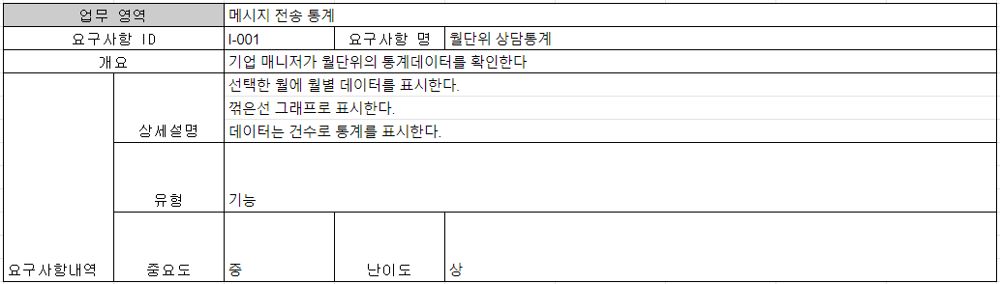 업무 영역 메시지 전송 통계
요구사항 ID I-001 요구사항 명 월단위 상담통계
개요 기업 매니저가 월단위의 통계데이터를 확인한다
선택한 월에 월별 데이터를 표시한다.
꺾은선 그래프로 표시한다.
상세설명 데이터는 건수로 통계를 표시한다.
유형 기능
요구사항내역 중요도 중 난이도 상